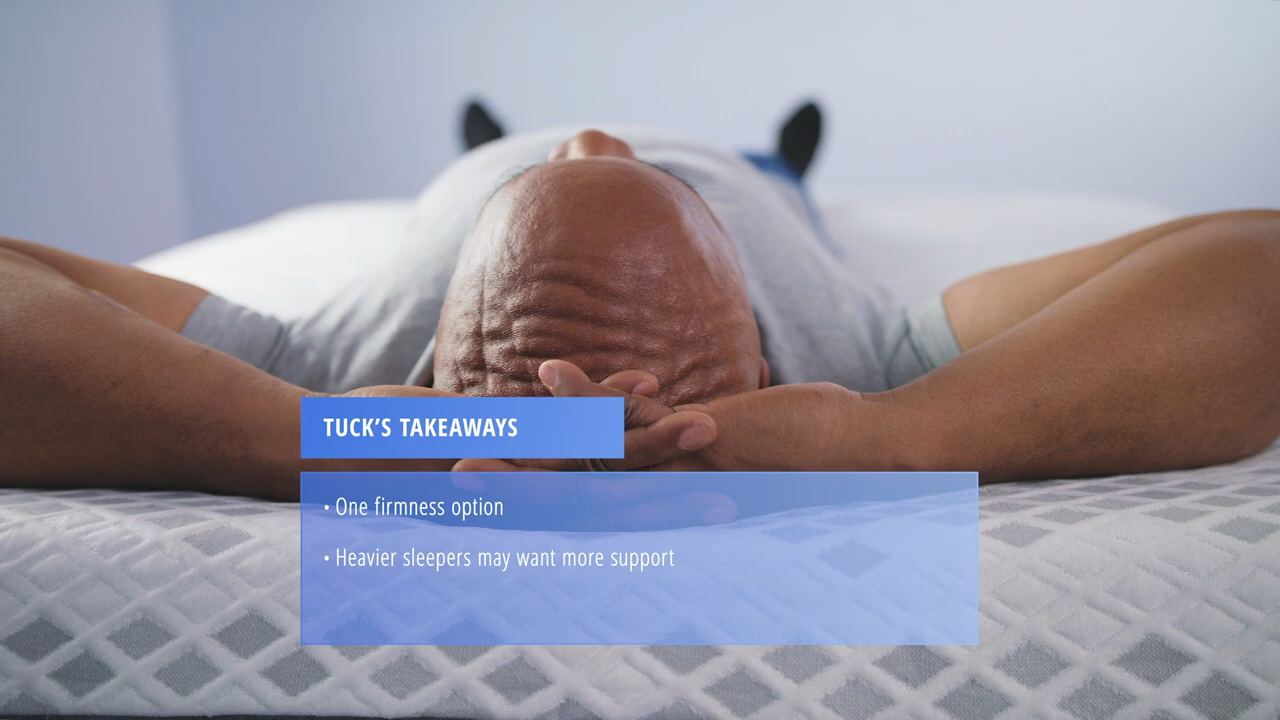 TUCK’S TAKEAWAYS
• One firmness option
• Heavier sleepers may want more support